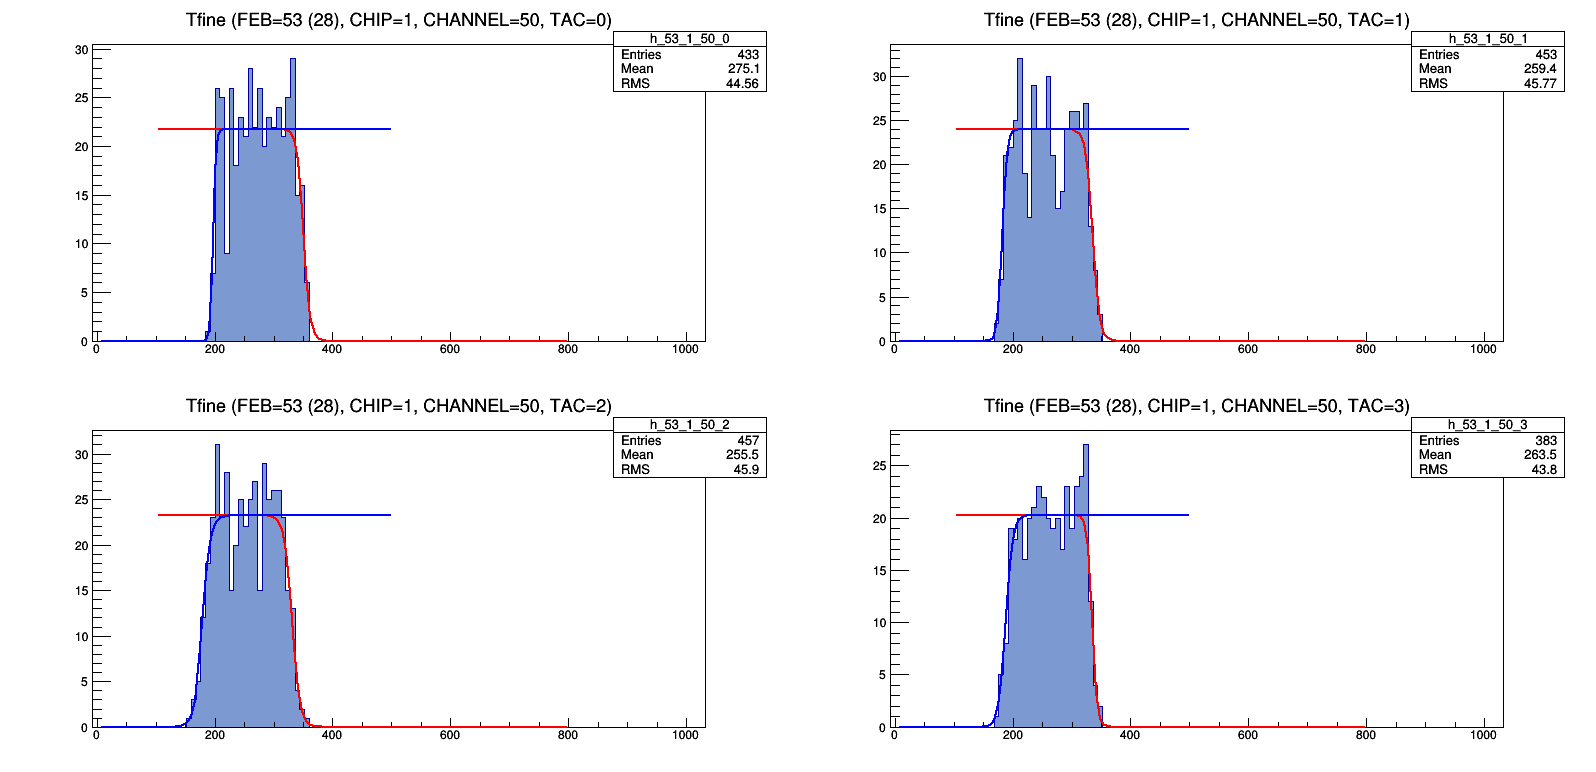 Tfine (FEB=53 (28), CHIP=1, CHANNEL=50, TAC=0)
h_53_1_50_0
Entries 433
Mean 275.1
RMS 44.56
30
25
20
15
10
5
0
0 200 400 600 800 1000
Tfine (FEB=53 (28), CHIP=1, CHANNEL=50, TAC=1)
h_53_1_50_1
Entries 453
Mean 259.4
RMS 45.77
30
25
20
15
10
5
0
0 200 400 600 800 1000
Tfine (FEB=53 (28), CHIP=1, CHANNEL=50, TAC=2)
h_53_1_50_2
Entries 457
Mean 255.5
RMS 45.9
30
25
20
15
10
5
0
0 200 400 600 800 1000
Tfine (FEB=53 (28), CHIP=1, CHANNEL=50, TAC=3)
h_53_1_50_3
Entries 383
Mean 263.5
RMS 43.8
25
20
15
10
5
0
0 200 400 600 800 1000